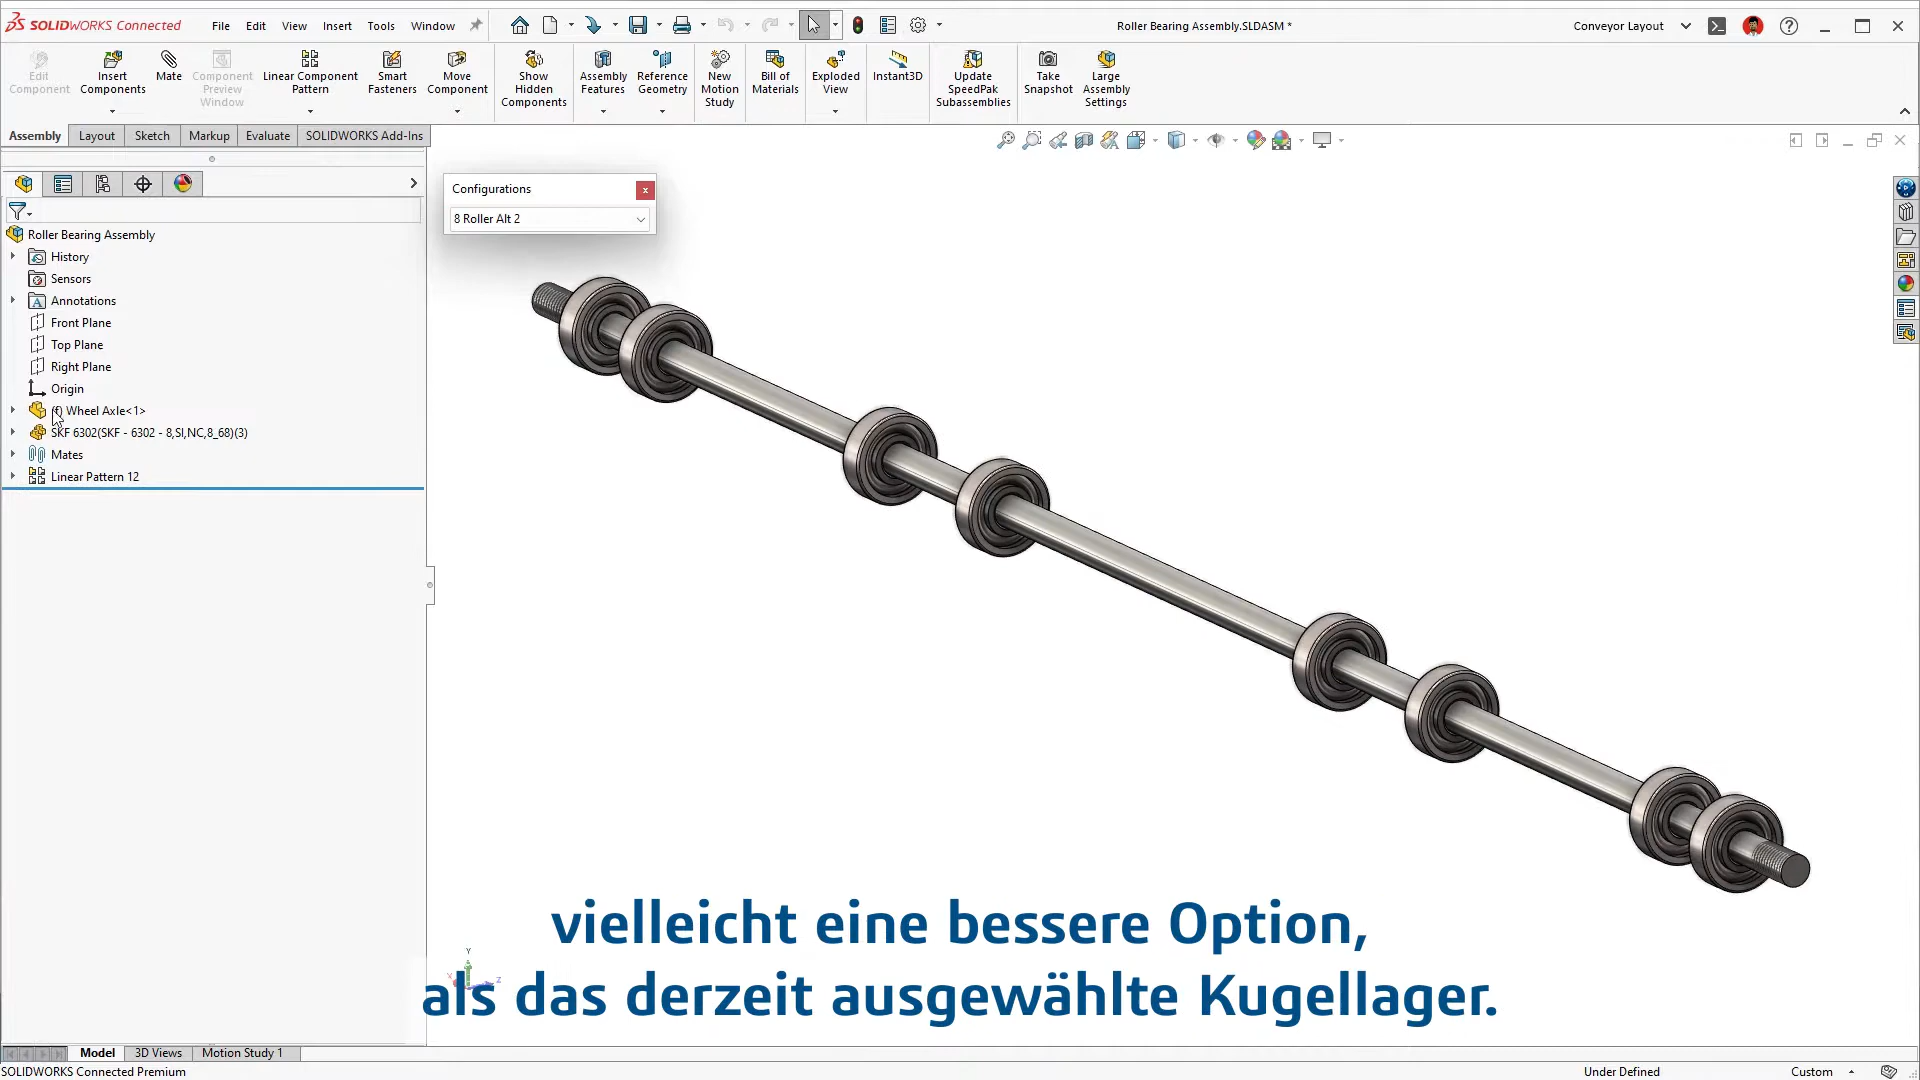 SOLIDWORKS Connected
File Edit View Insert Tools Window
Roller Bearing Assembly.SLDASM *
Conveyor Layout
Edit Component
Insert Components
Mate
Component Preview Window
Linear Component Pattern
Smart Fasteners
Move Component
Show Hidden Components
Assembly Features
Reference Geometry
New Motion Study
Bill of Materials
Exploded View
Instant3D
Update SpeedPak Subassemblies
Take Snapshot
Large Assembly Settings
Assembly Layout Sketch Markup Evaluate SOLIDWORKS Add-Ins
Configurations
8 Roller Alt 2
Roller Bearing Assembly
History
Sensors
Annotations
Front Plane
Top Plane
Right Plane
Origin
(f) Wheel Axle<1>
SKF 6302(SKF - 6302 - 8,SI,NC,8_68)(3)
Mates
Linear Pattern 12
vielleicht eine bessere Option,
als das derzeit ausgewählte Kugellager.
Model 3D Views Motion Study 1
SOLIDWORKS Connected Premium
Under Defined
Custom